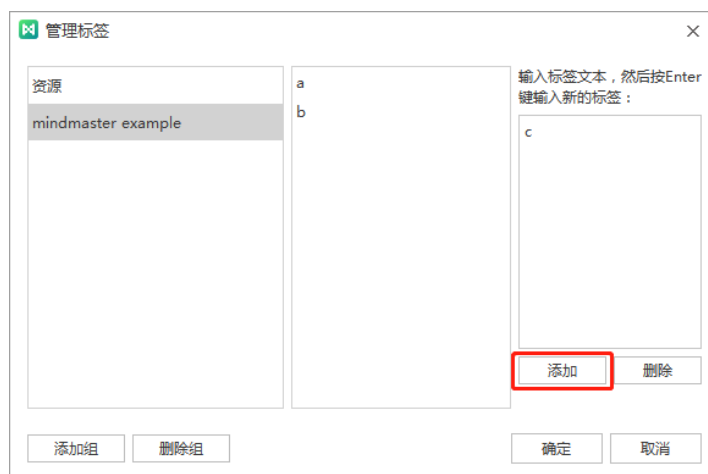 管理标签
资源
mindmaster example
a
b
输入标签文本，然后按Enter
键输入新的标签：
c
添加
删除
添加组
删除组
确定
取消